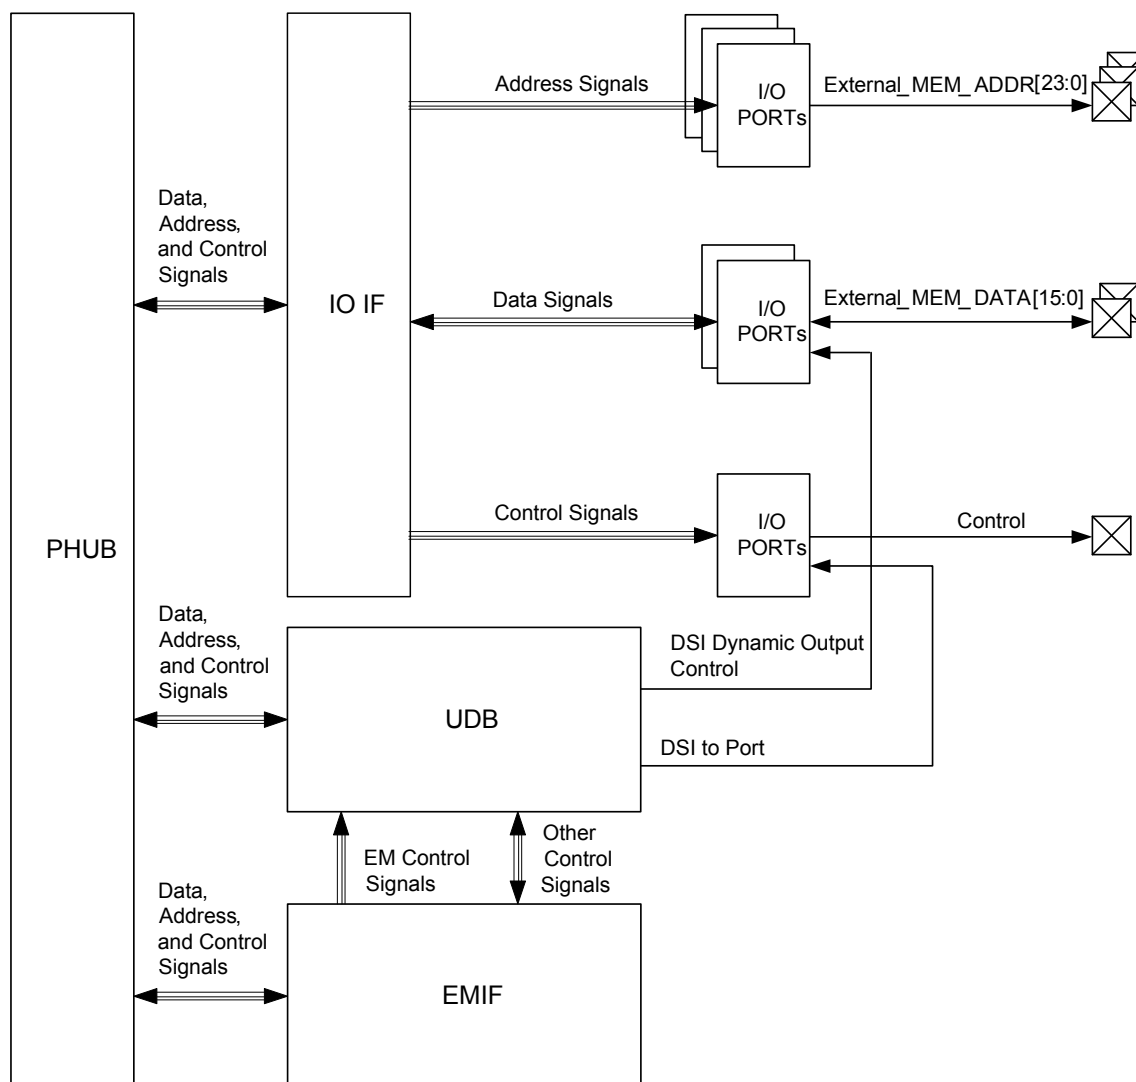 Address Signals
I/O
PORTs
External_MEM_ADDR[23:0]
Data,
Address,
and Control
Signals
IO IF
Data Signals
I/O
PORTs
External_MEM_DATA[15:0]
Control Signals
I/O
PORTs
Control
PHUB
Data,
Address,
and Control
Signals
UDB
DSI Dynamic Output
Control
DSI to Port
EM Control
Signals
Other
Control
Signals
Data,
Address,
and Control
Signals
EMIF